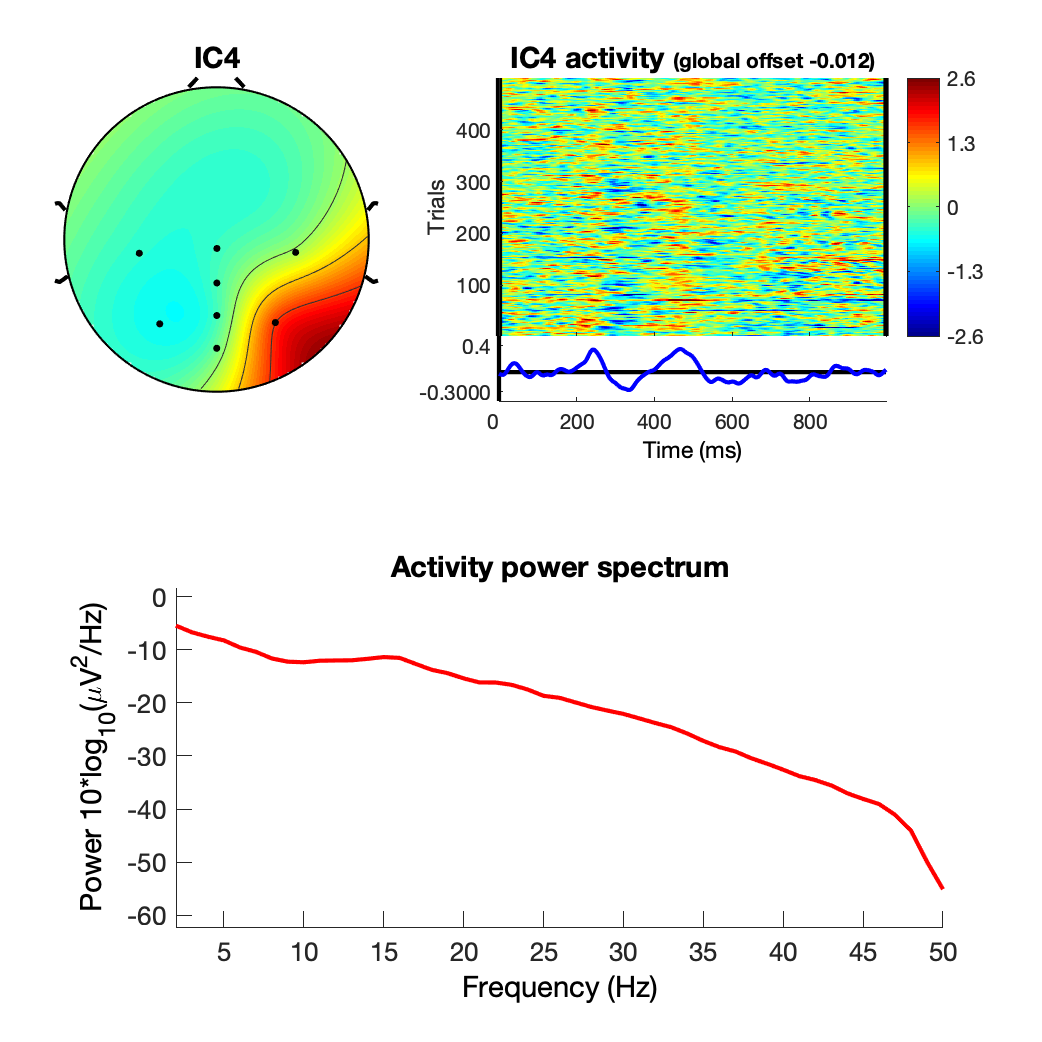 IC4
IC4 activity (global offset -0.012)
2.6
1.3
0
-1.3
-2.6
Trials
400
300
200
100
0.4
-0.3000
0 200 400 600 800
Time (ms)
Activity power spectrum
Power 10*log10(μV2/Hz)
0
-10
-20
-30
-40
-50
-60
5 10 15 20 25 30 35 40 45 50
Frequency (Hz)